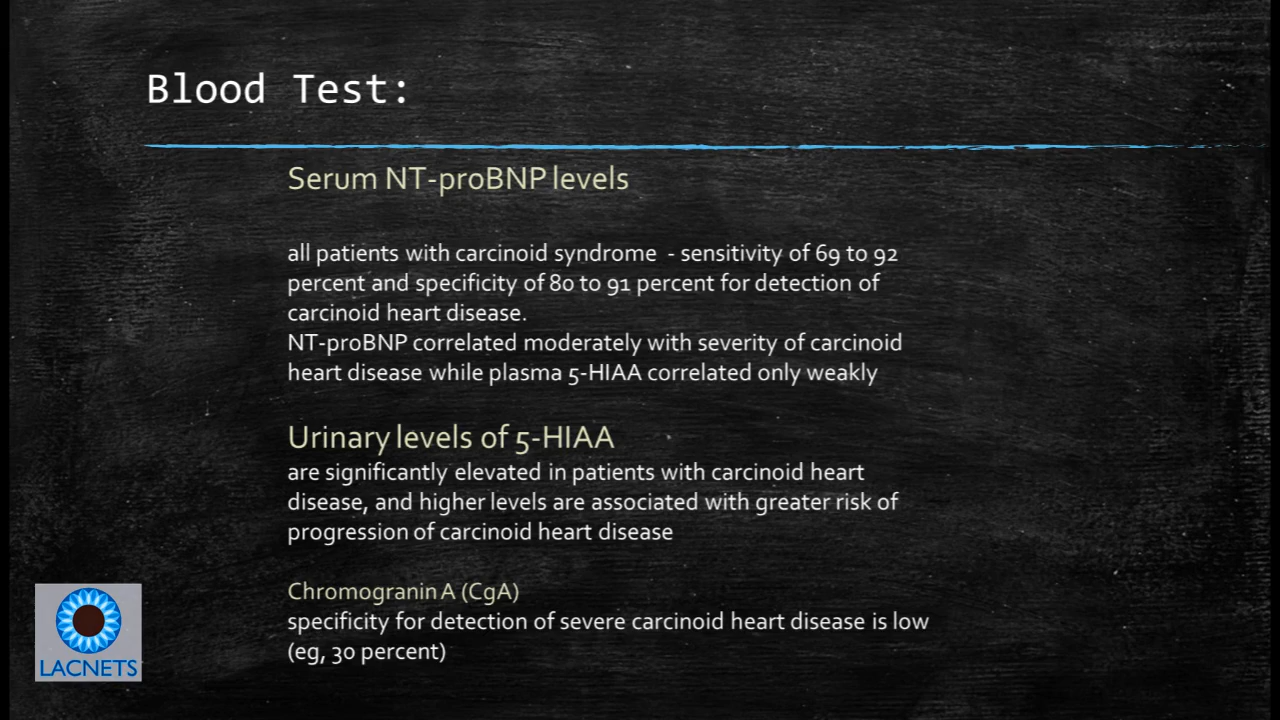 Blood Test:
Serum NT-proBNP levels
all patients with carcinoid syndrome - sensitivity of 69 to 92
percent and specificity of 80 to 91 percent for detection of
carcinoid heart disease.
NT-proBNP correlated moderately with severity of carcinoid
heart disease while plasma 5-HIAA correlated only weakly
Urinary levels of 5-HIAA
are significantly elevated in patients with carcinoid heart
disease, and higher levels are associated with greater risk of
progression of carcinoid heart disease
Chromogranin A (CgA)
specificity for detection of severe carcinoid heart disease is low
(eg, 30 percent)
LACNETS